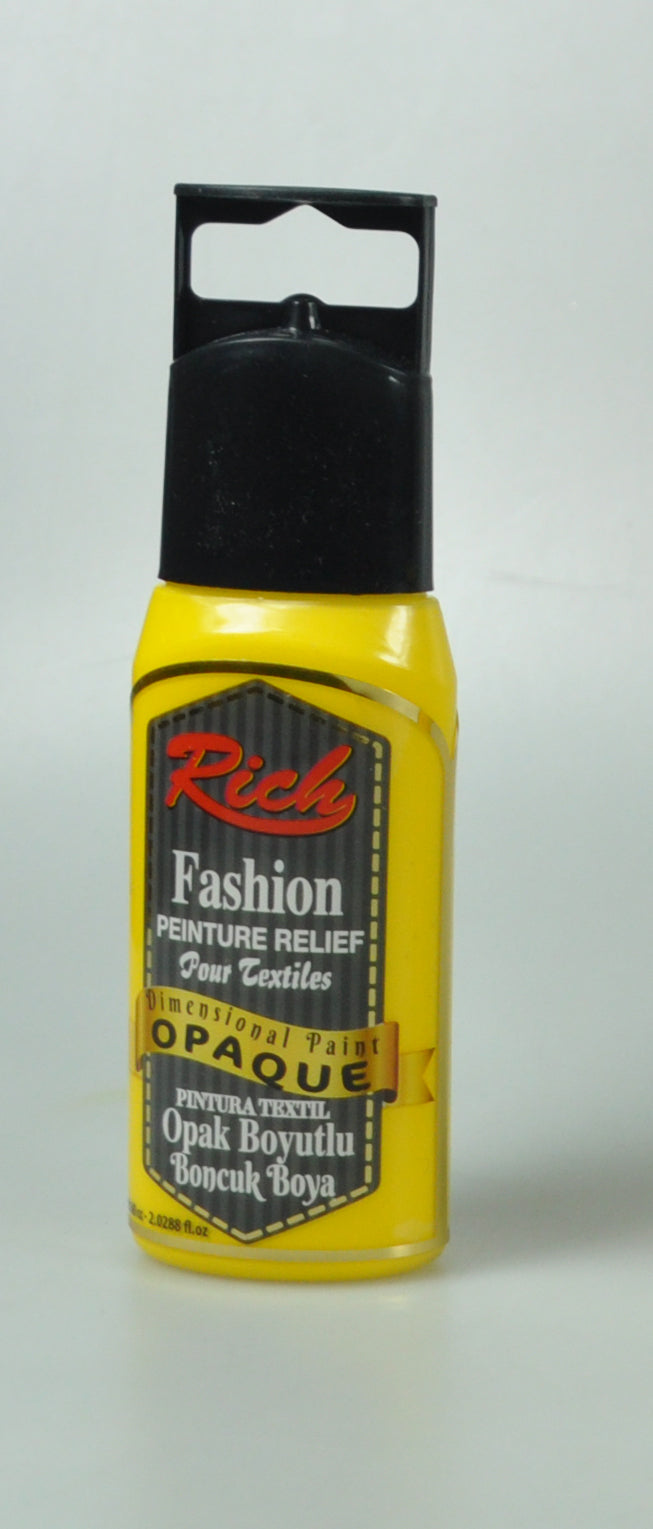 Rich
Fashion
PEINTURE RELIEF
Pour Textiles
Dimensional Paint
OPAQUE
PINTURA TEXTIL
Opak Boyutlu
Boncuk Boya
2.0288 fl.oz